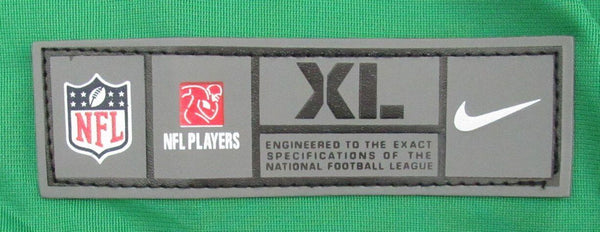 NFL
NFL PLAYERS
XL
ENGINEERED TO THE EXACT
SPECIFICATIONS OF THE
NATIONAL FOOTBALL LEAGUE